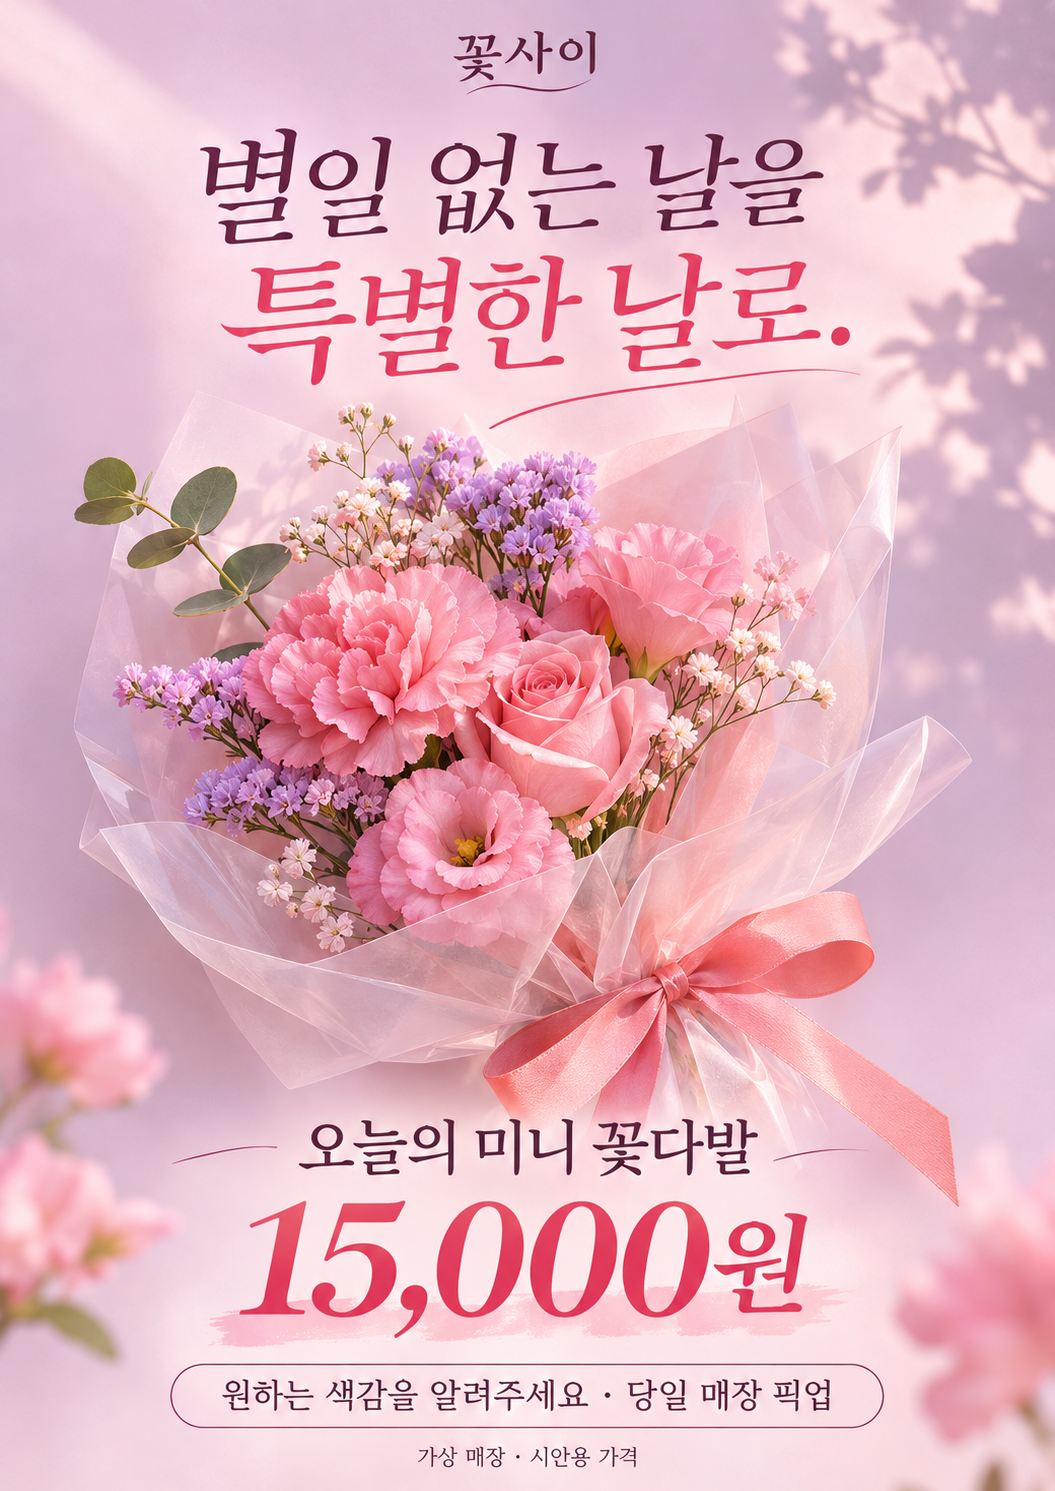 꽃사이
별일 없는 날을
특별한 날로.
오늘의 미니 꽃다발
15,000원
원하는 색감을 알려주세요 · 당일 매장 픽업
가상 매장 · 시안용 가격